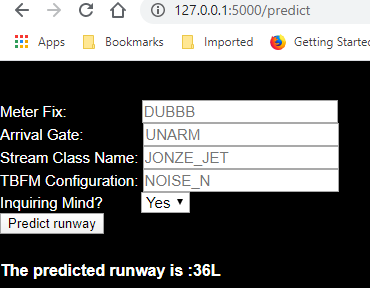 127.0.0.1:5000/predict
Apps Bookmarks Imported Getting Started
Meter Fix: DUBBB
Arrival Gate: UNARM
Stream Class Name: JONZE_JET
TBFM Configuration: NOISE_N
Inquiring Mind? Yes
Predict runway
The predicted runway is :36L